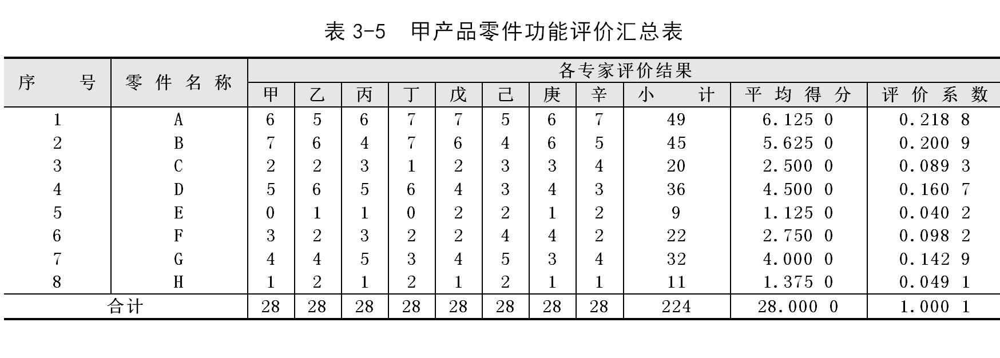 表 3-5 甲产品零件功能评价汇总表
序 号 零 件 名 称 各专家评价结果
甲 乙 丙 丁 戊 己 庚 辛 小 计 平 均 得 分 评 价 系 数
1 A 6 5 6 7 7 5 6 7 49 6.125 0 0.218 8
2 B 7 6 4 7 6 4 6 5 45 5.625 0 0.200 9
3 C 2 2 3 1 2 3 3 4 20 2.500 0 0.089 3
4 D 5 6 5 6 4 3 4 3 36 4.500 0 0.160 7
5 E 0 1 1 0 2 2 1 2 9 1.125 0 0.040 2
6 F 3 2 3 2 2 4 4 2 22 2.750 0 0.098 2
7 G 4 4 5 3 4 5 3 4 32 4.000 0 0.142 9
8 H 1 2 1 2 1 2 1 1 11 1.375 0 0.049 1
合计 28 28 28 28 28 28 28 28 224 28.000 0 1.000 1